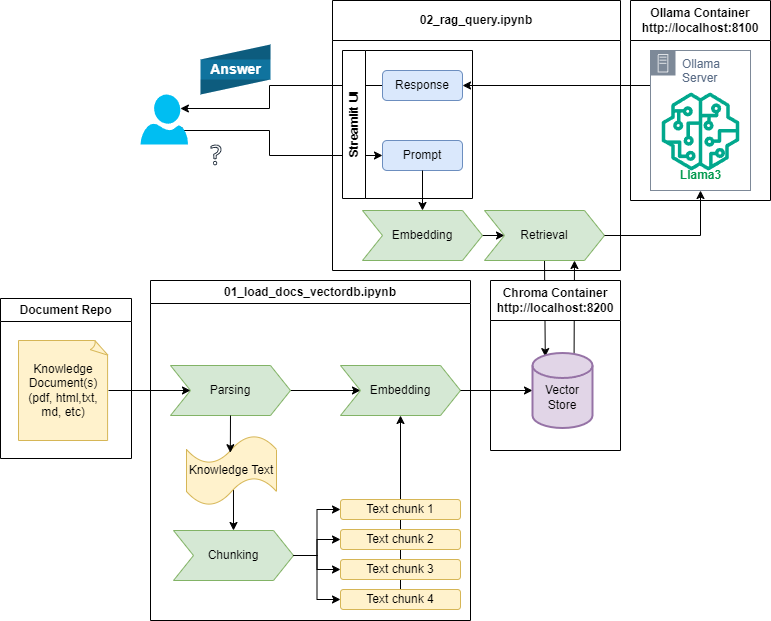 02_rag_query.ipynb
Ollama Container
http://localhost:8100
Answer
Streamlit UI
Response
Ollama
Server
Llama3
?
Prompt
Embedding
Retrieval
01_load_docs_vectordb.ipynb
Chroma Container
http://localhost:8200
Document Repo
Knowledge
Document(s)
(pdf, html,txt,
md, etc)
Parsing
Embedding
Vector
Store
Knowledge Text
Chunking
Text chunk 1
Text chunk 2
Text chunk 3
Text chunk 4